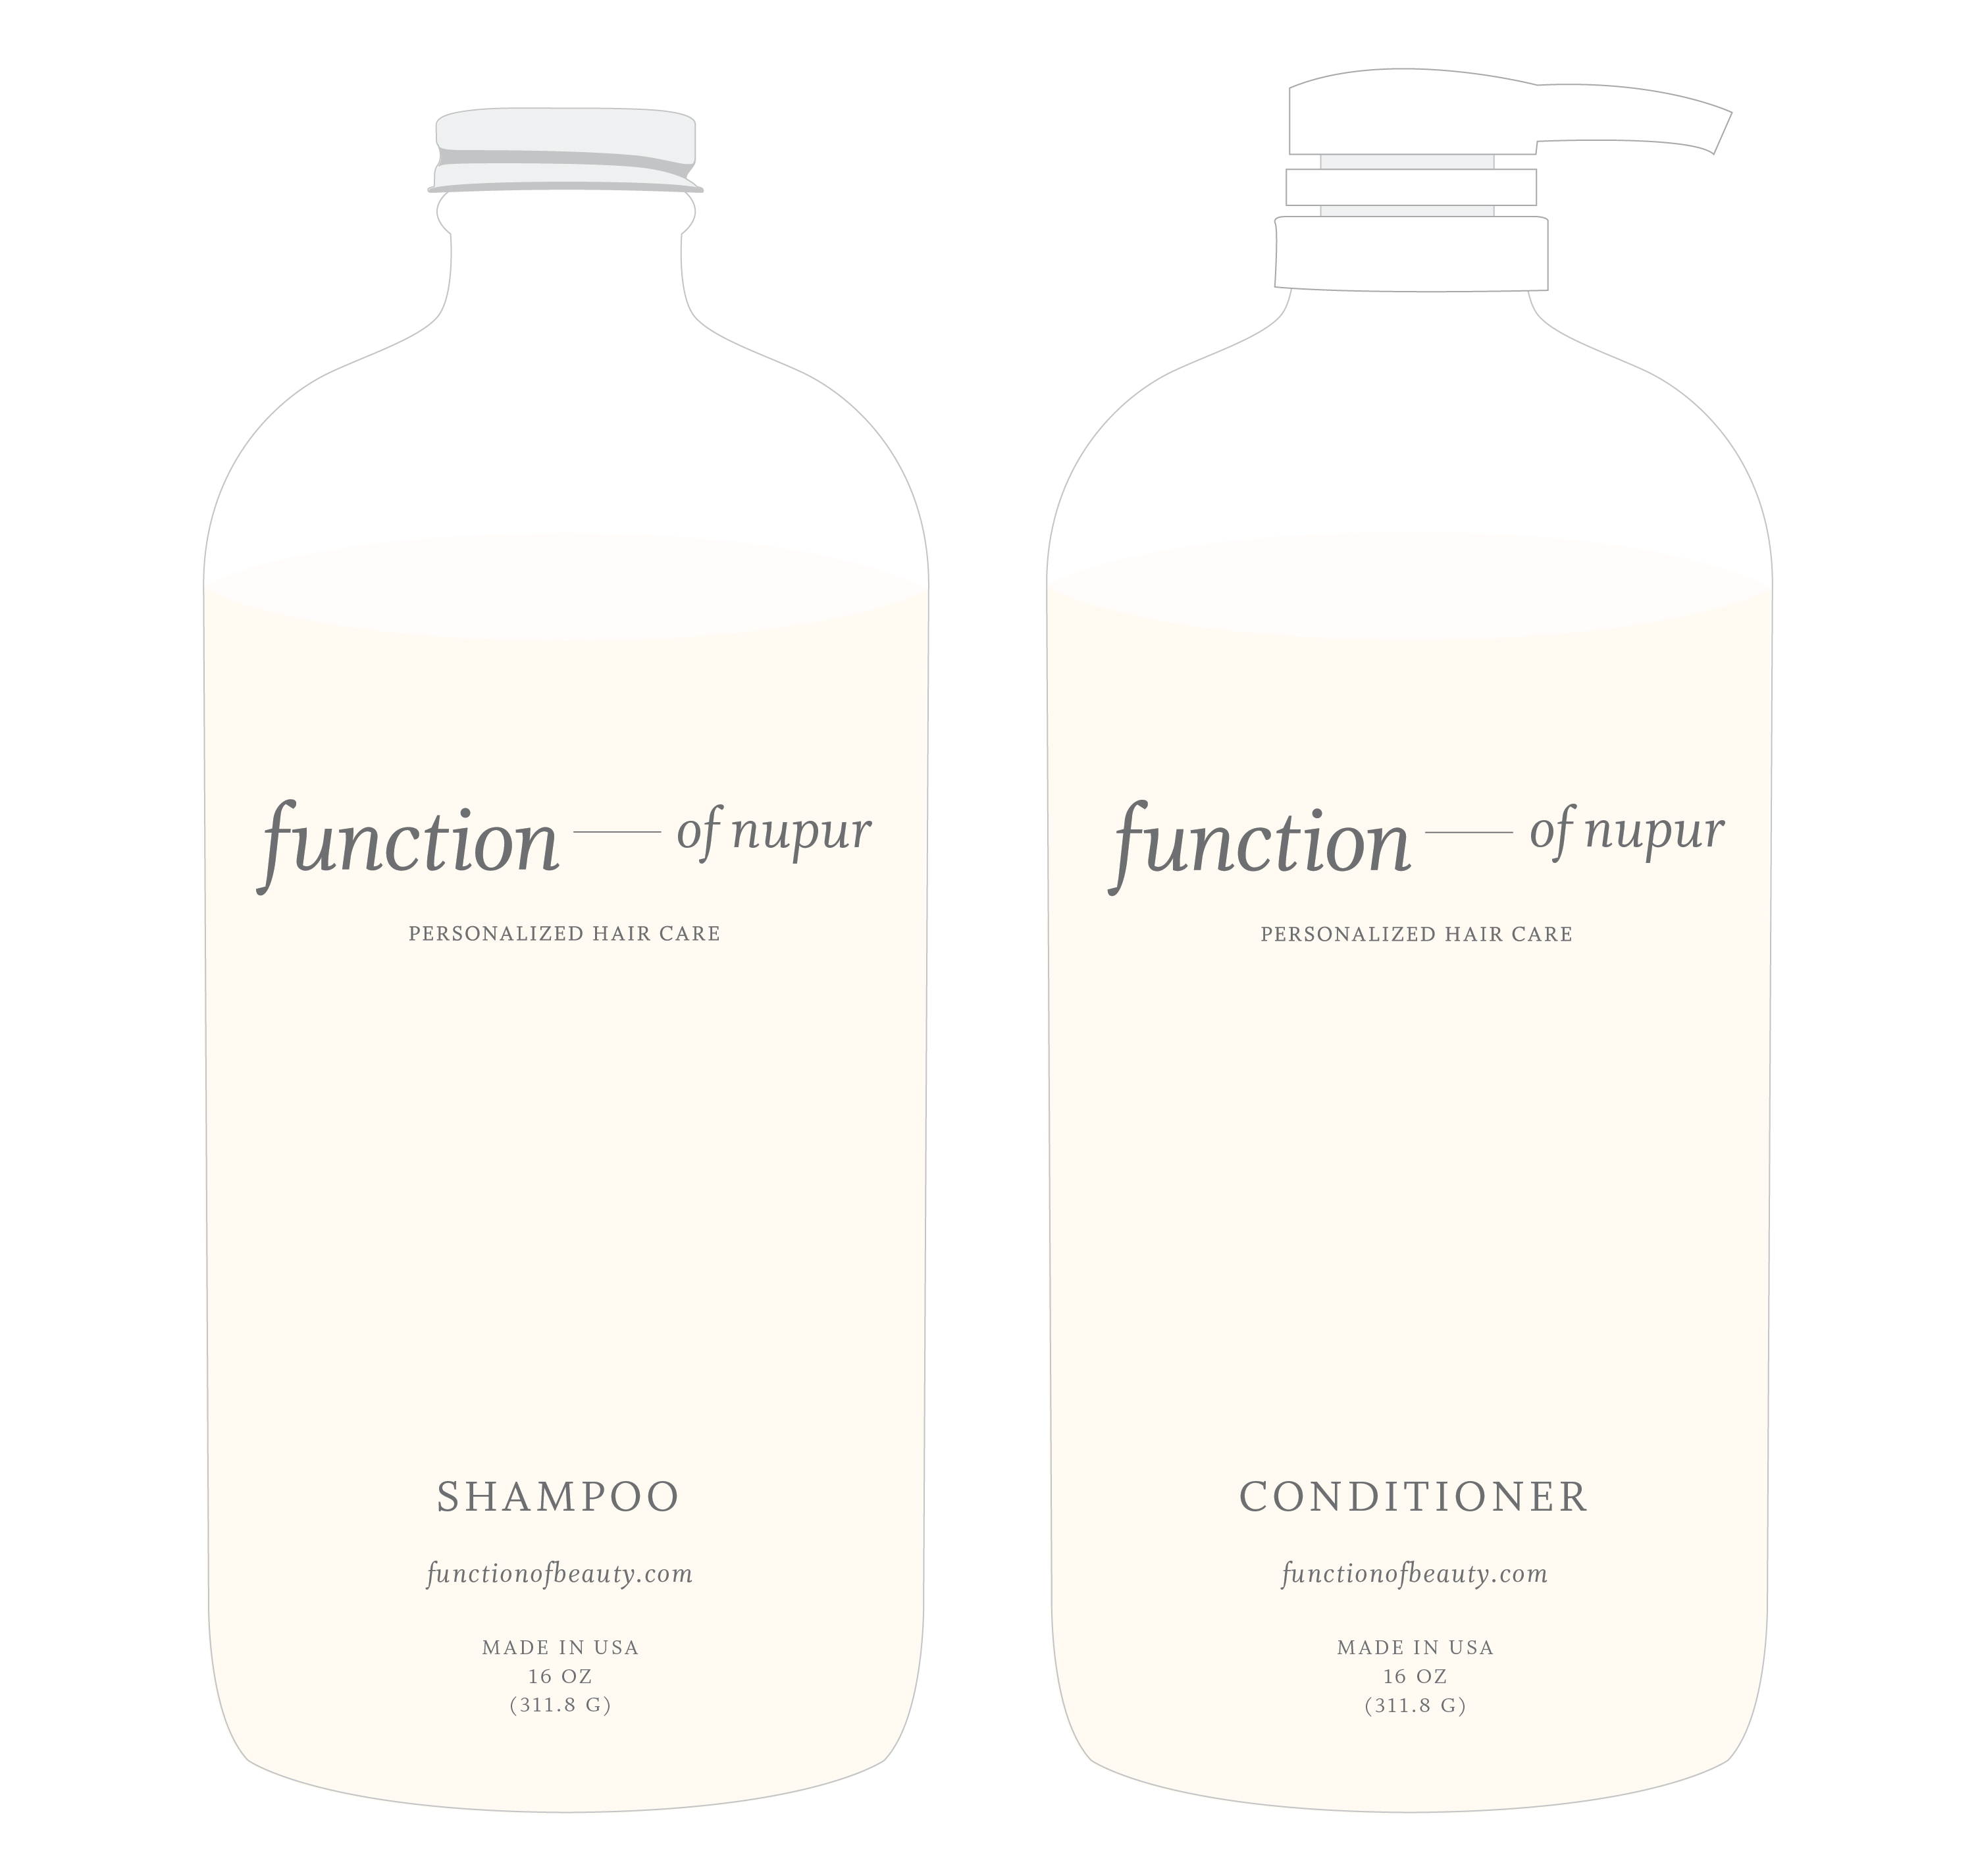 function — of nupur
PERSONALIZED HAIR CARE
SHAMPOO
functionofbeauty.com
MADE IN USA
16 OZ
(311.8 G)
function — of nupur
PERSONALIZED HAIR CARE
CONDITIONER
functionofbeauty.com
MADE IN USA
16 OZ
(311.8 G)